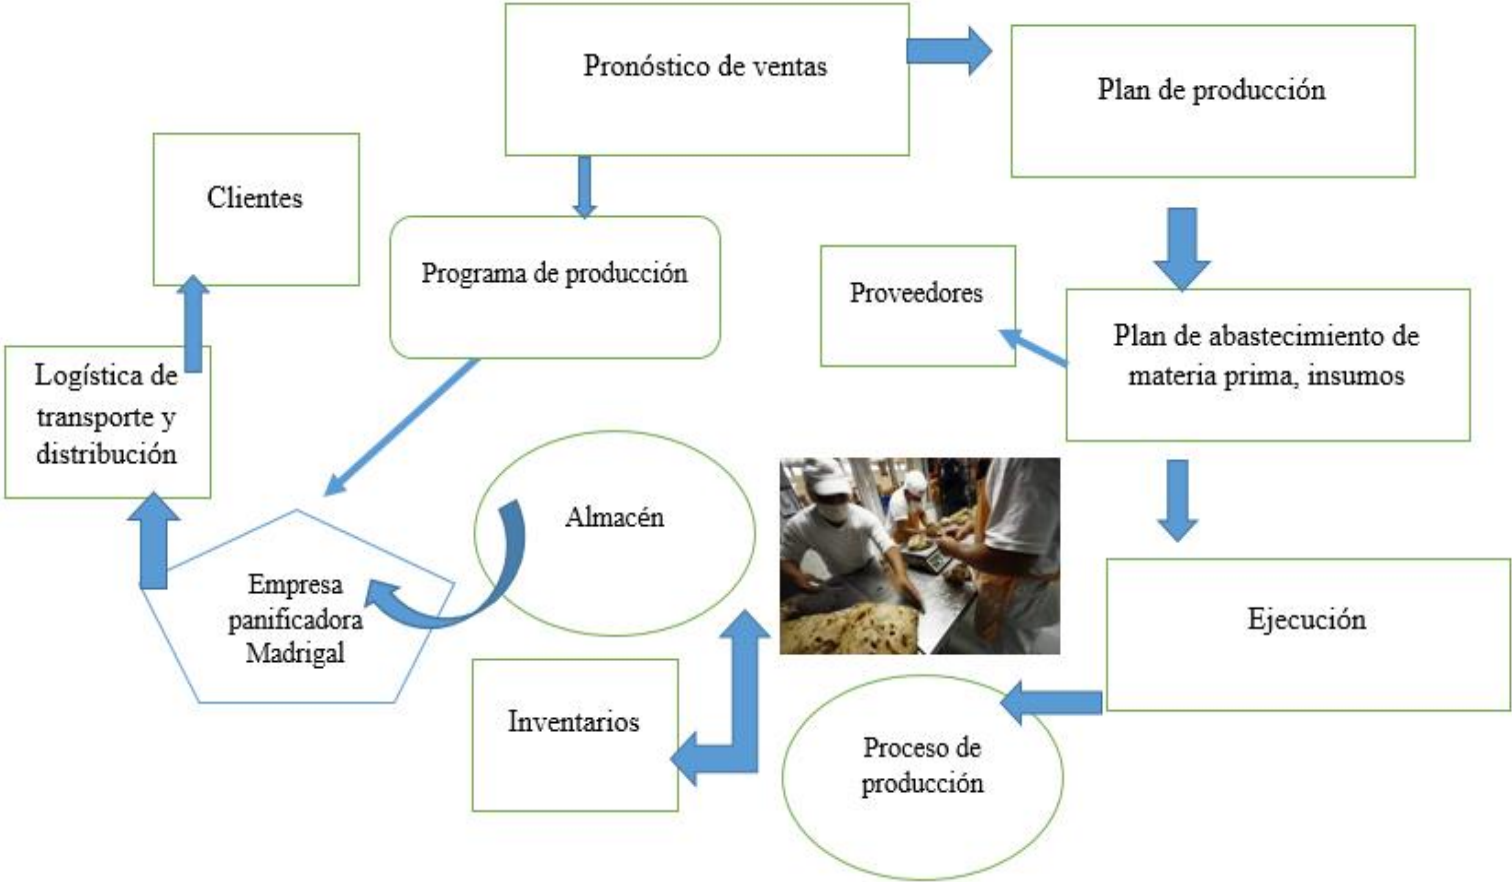 Pronóstico de ventas
Plan de producción
Clientes
Programa de producción
Proveedores
Plan de abastecimiento de
materia prima, insumos
Logística de
transporte y
distribución
Almacén
Empresa
panificadora
Madrigal
Ejecución
Inventarios
Proceso de
producción